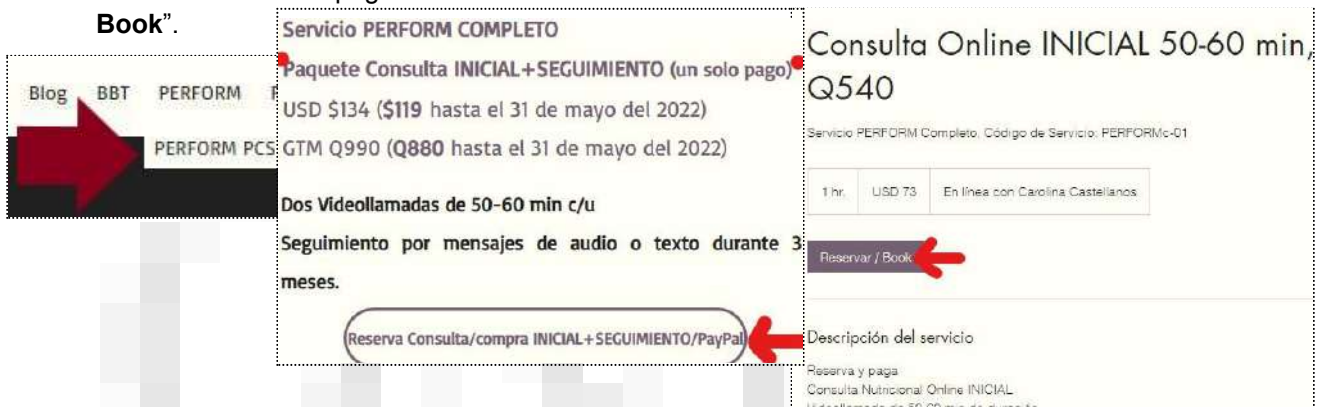 Book”.
Blog BBT PERFORM
PERFORM PCS
Servicio PERFORM COMPLETO
Paquete Consulta INICIAL+SEGUIMIENTO (un solo pago)
USD $134 ($119 hasta el 31 de mayo del 2022)
GTM Q990 (Q880 hasta el 31 de mayo del 2022)
Dos Videollamadas de 50-60 min c/u
Seguimiento por mensajes de audio o texto durante 3
meses.
Reserva Consulta/compra INICIAL+SEGUIMIENTO/PayPal
Consulta Online INICIAL 50-60 min,
Q540
Servicio PERFORM Completo. Código de Servicio: PERFORMc-01
1 hr. USD 73 En línea con Carolina Castellanos
Reservar / Book
Descripción del servicio
Reserva y paga
Consulta Nutricional Online INICIAL